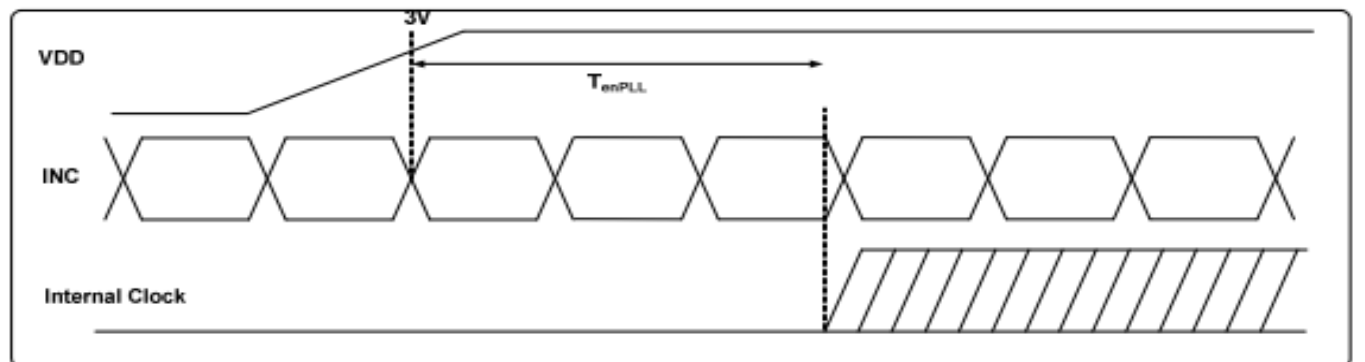 3V
VDD
TenPLL
INC
Internal Clock